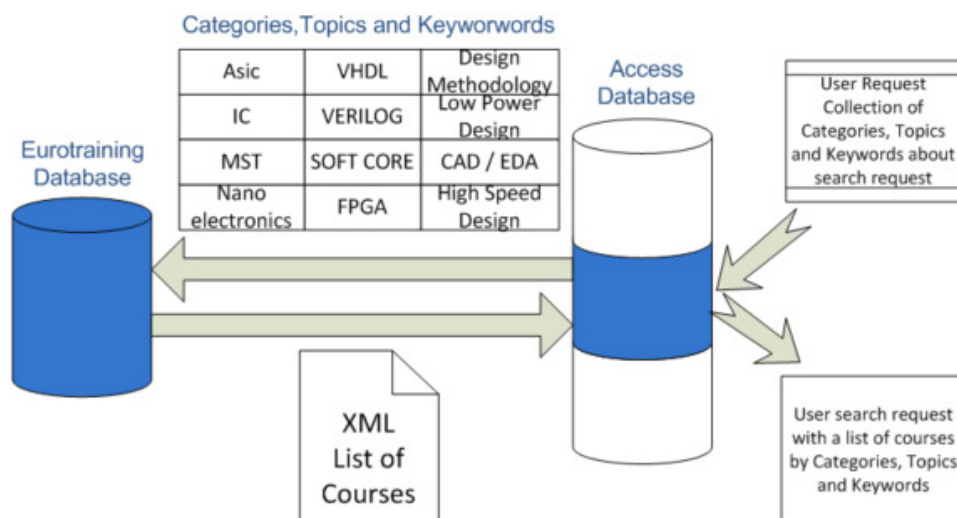 Categories,Topics and Keyworwords
Asic
VHDL
Design
Methodology
IC
VERILOG
Low Power
Design
MST
SOFT CORE
CAD / EDA
Nano
electronics
FPGA
High Speed
Design
Eurotraining
Database
Access
Database
User Request
Collection of
Categories, Topics
and Keywords about
search request
XML
List of
Courses
User search request
with a list of courses
by Categories, Topics
and Keywords